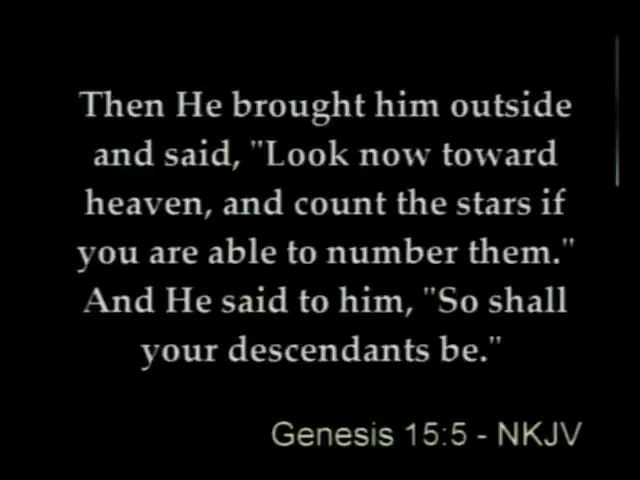 Then He brought him outside
and said, "Look now toward
heaven, and count the stars if
you are able to number them."
And He said to him, "So shall
your descendants be."
Genesis 15:5 - NKJV